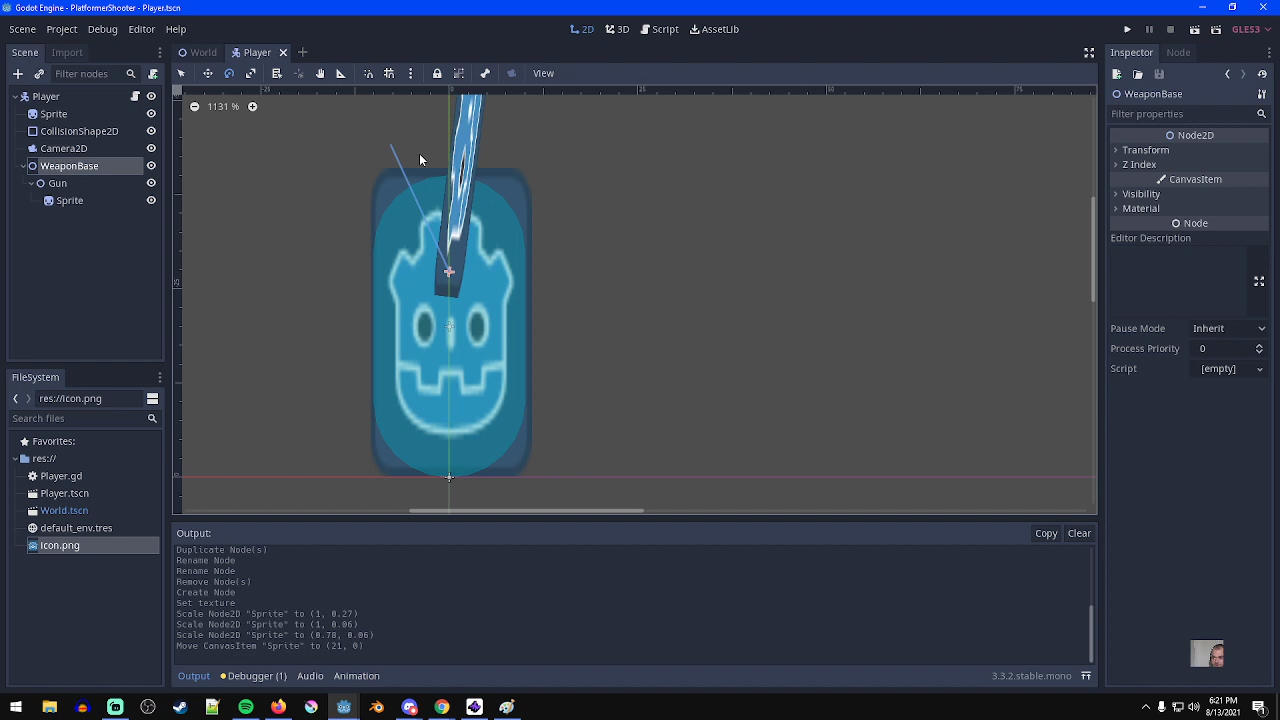 Godot Engine - PlatformerShooter - Player.tscn
Scene Project Debug Editor Help
2D 3D Script AssetLib
GLES3
Scene Import
World Player
Inspector Node
Filter nodes
View
WeaponBase
Filter properties
Player
Sprite
CollisionShape2D
Camera2D
WeaponBase
Gun
Sprite
1131 %
-25 0 25 50 75
Node2D
Transform
Z Index
CanvasItem
Visibility
Material
Node
Editor Description
Pause Mode Inherit
Process Priority 0
Script [empty]
FileSystem
res://icon.png
Search files
Favorites:
res://
Player.gd
Player.tscn
World.tscn
default_env.tres
icon.png
Output:
Copy Clear
Duplicate Node(s)
Rename Node
Rename Node
Remove Node(s)
Create Node
Set texture
Scale Node2D "Sprite" to (1, 0.27)
Scale Node2D "Sprite" to (1, 0.06)
Scale Node2D "Sprite" to (0.78, 0.06)
Move CanvasItem "Sprite" to (21, 0)
Output Debugger (1) Audio Animation
3.3.2.stable.mono
6:21 PM
8/13/2021